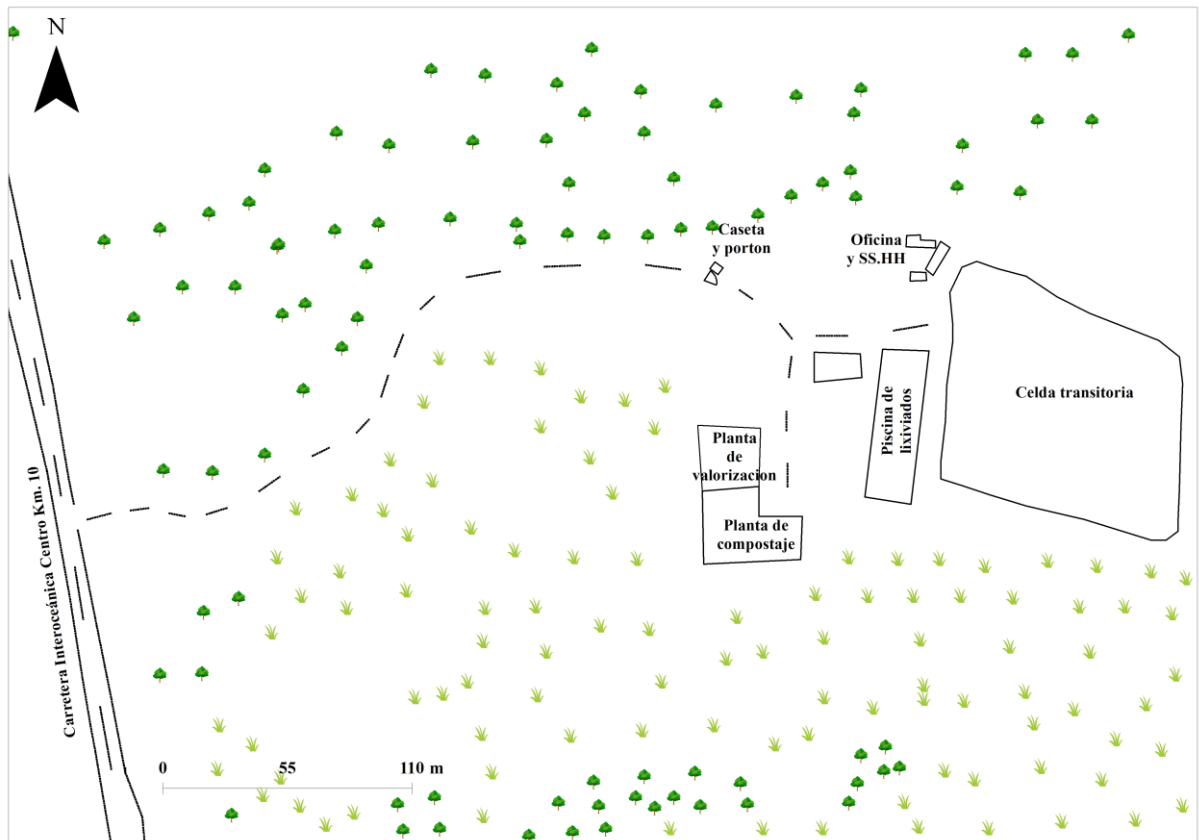 N
Caseta
y porton
Oficina
y SS.HH
Celda transitoria
Piscina de
lixiviados
Planta
de
valorizacion
Planta de
compostaje
Carretera Interoceánica Centro Km. 10
0 55 110 m